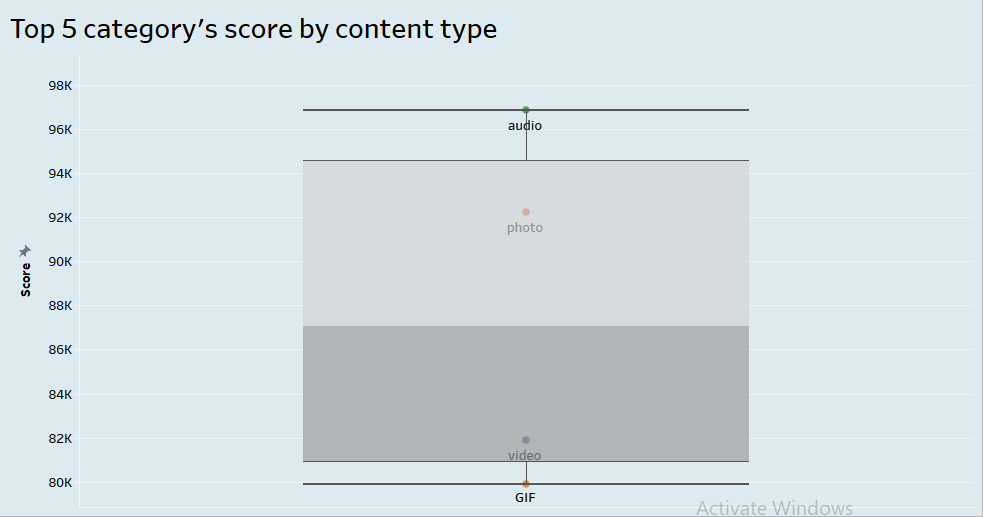 Top 5 category's score by content type
98K
96K
94K
92K
90K
88K
86K
84K
82K
80K
Score
audio
photo
video
GIF
Activate Windows